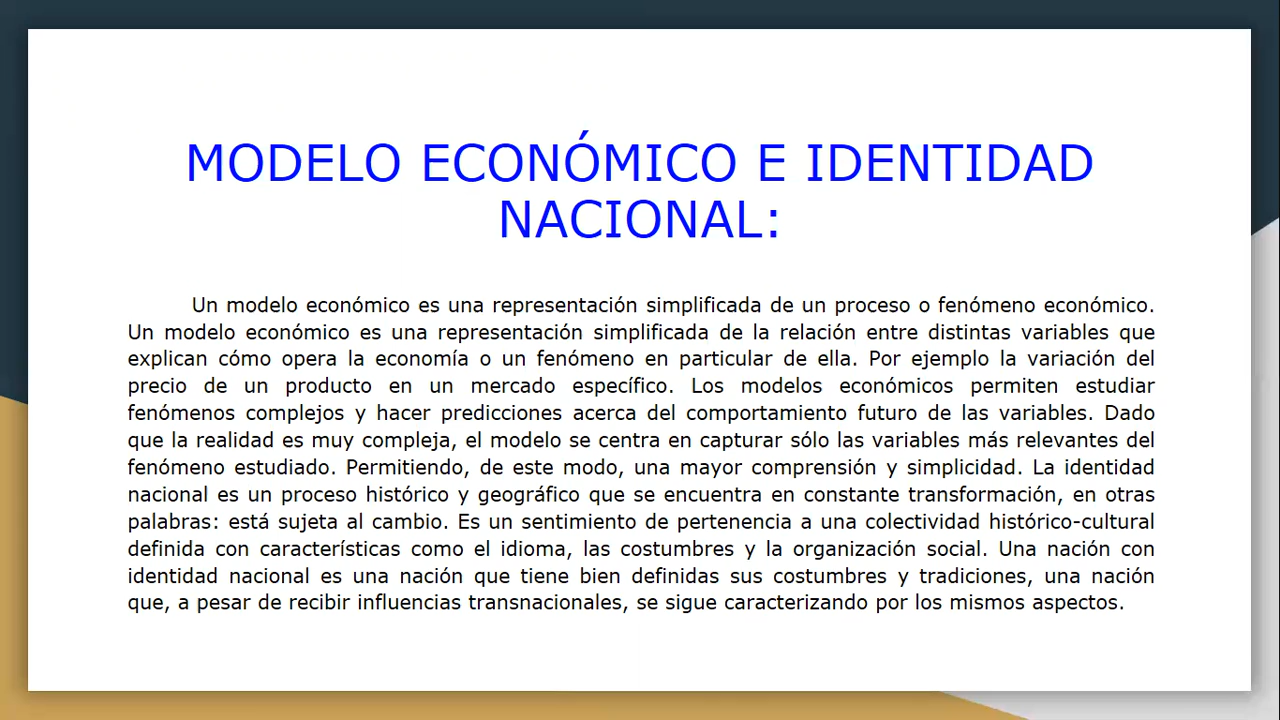 MODELO ECONÓMICO E IDENTIDAD
NACIONAL:
Un modelo económico es una representación simplificada de un proceso o fenómeno económico.
Un modelo económico es una representación simplificada de la relación entre distintas variables que
explican cómo opera la economía o un fenómeno en particular de ella. Por ejemplo la variación del
precio de un producto en un mercado específico. Los modelos económicos permiten estudiar
fenómenos complejos y hacer predicciones acerca del comportamiento futuro de las variables. Dado
que la realidad es muy compleja, el modelo se centra en capturar sólo las variables más relevantes del
fenómeno estudiado. Permitiendo, de este modo, una mayor comprensión y simplicidad. La identidad
nacional es un proceso histórico y geográfico que se encuentra en constante transformación, en otras
palabras: está sujeta al cambio. Es un sentimiento de pertenencia a una colectividad histórico-cultural
definida con características como el idioma, las costumbres y la organización social. Una nación con
identidad nacional es una nación que tiene bien definidas sus costumbres y tradiciones, una nación
que, a pesar de recibir influencias transnacionales, se sigue caracterizando por los mismos aspectos.